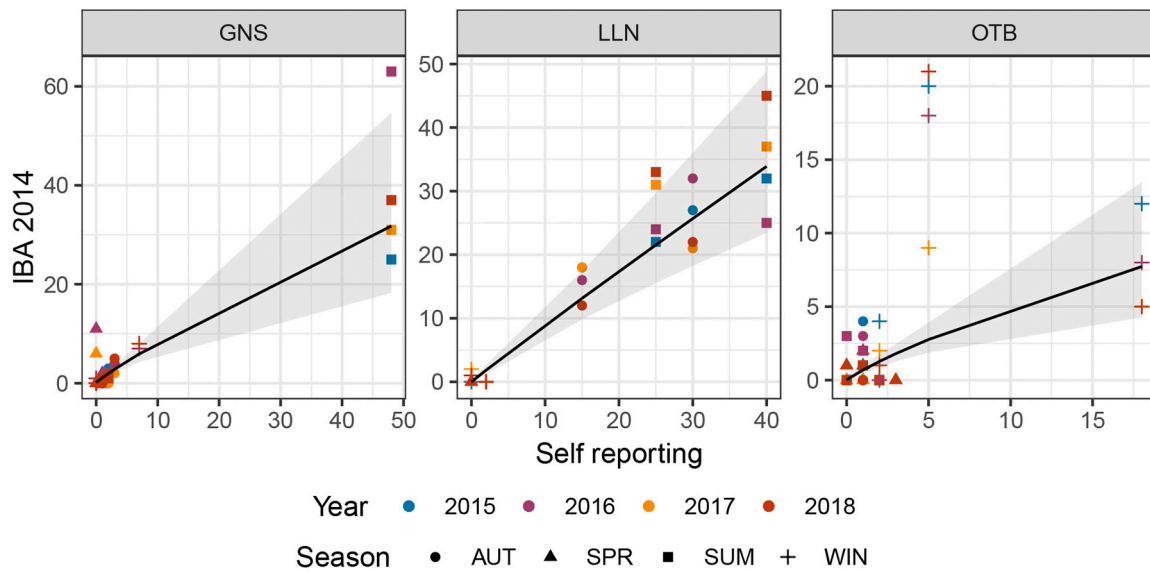 GNS LLN OTB
60 50 20
40 40 15
20 30 10
0 20 5
10 0
0
0 10 20 30 40 50 0 10 20 30 40 0 5 10 15
IBA 2014
Self reporting
Year 2015 2016 2017 2018
Season AUT SPR SUM WIN